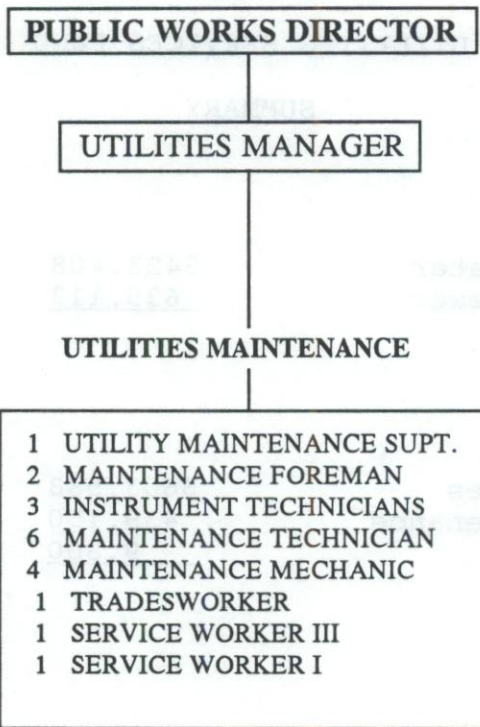 PUBLIC WORKS DIRECTOR
UTILITIES MANAGER
UTILITIES MAINTENANCE
1 UTILITY MAINTENANCE SUPT.
2 MAINTENANCE FOREMAN
3 INSTRUMENT TECHNICIANS
6 MAINTENANCE TECHNICIAN
4 MAINTENANCE MECHANIC
1 TRADESWORKER
1 SERVICE WORKER III
1 SERVICE WORKER I